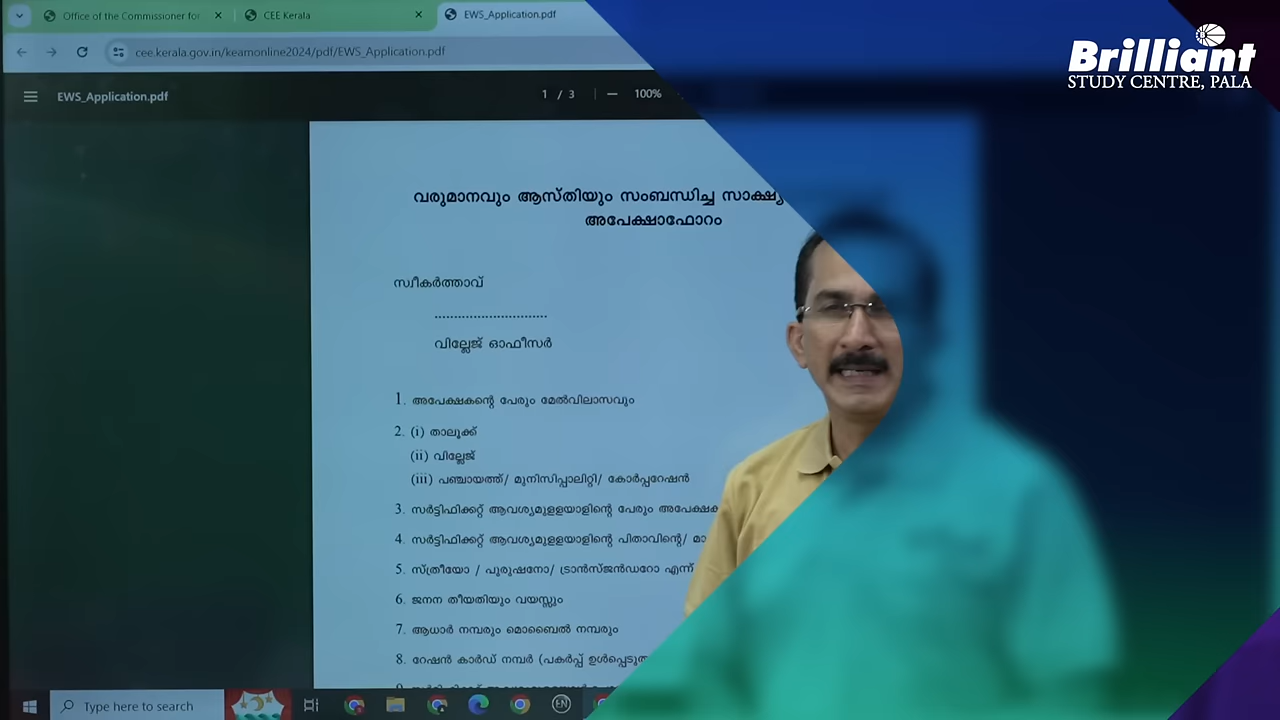 Office of the Commissioner for
CEE Kerala
EWS_Application.pdf
cee.kerala.gov.in/keamonline2024/pdf/EWS_Application.pdf
EWS_Application.pdf
1 / 3
100%
Brilliant
STUDY CENTRE, PALA
വരുമാനവും ആസ്തിയും സംബന്ധിച്ച
അപേക്ഷാഫോറം
സ്വീകർത്താവ്
............................
വില്ലേജ് ഓഫീസർ
1. അപേക്ഷകന്റെ പേരും മേൽവിലാസവും
2. (i) താലൂക്ക്
(ii) വില്ലേജ്
(iii) പഞ്ചായത്ത്/ മുനിസിപ്പാലിറ്റി/ കോർപ്പറേഷൻ
3. സർട്ടിഫിക്കറ്റ് ആവശ്യമുളളയാളിന്റെ പേരും
4. സർട്ടിഫിക്കറ്റ് ആവശ്യമുളളയാളിന്റെ പിതാവിന്റെ/
5. സ്ത്രീയോ / പുരുഷനോ/ ട്രാൻസ്ജൻഡറോ എന്ന്
6. ജനന തീയതിയും വയസ്സും
7. ആധാർ നമ്പരും മൊബൈൽ നമ്പരും
8. റേഷൻ കാർഡ് നമ്പർ (പകർപ്പ്
Type here to search
EN